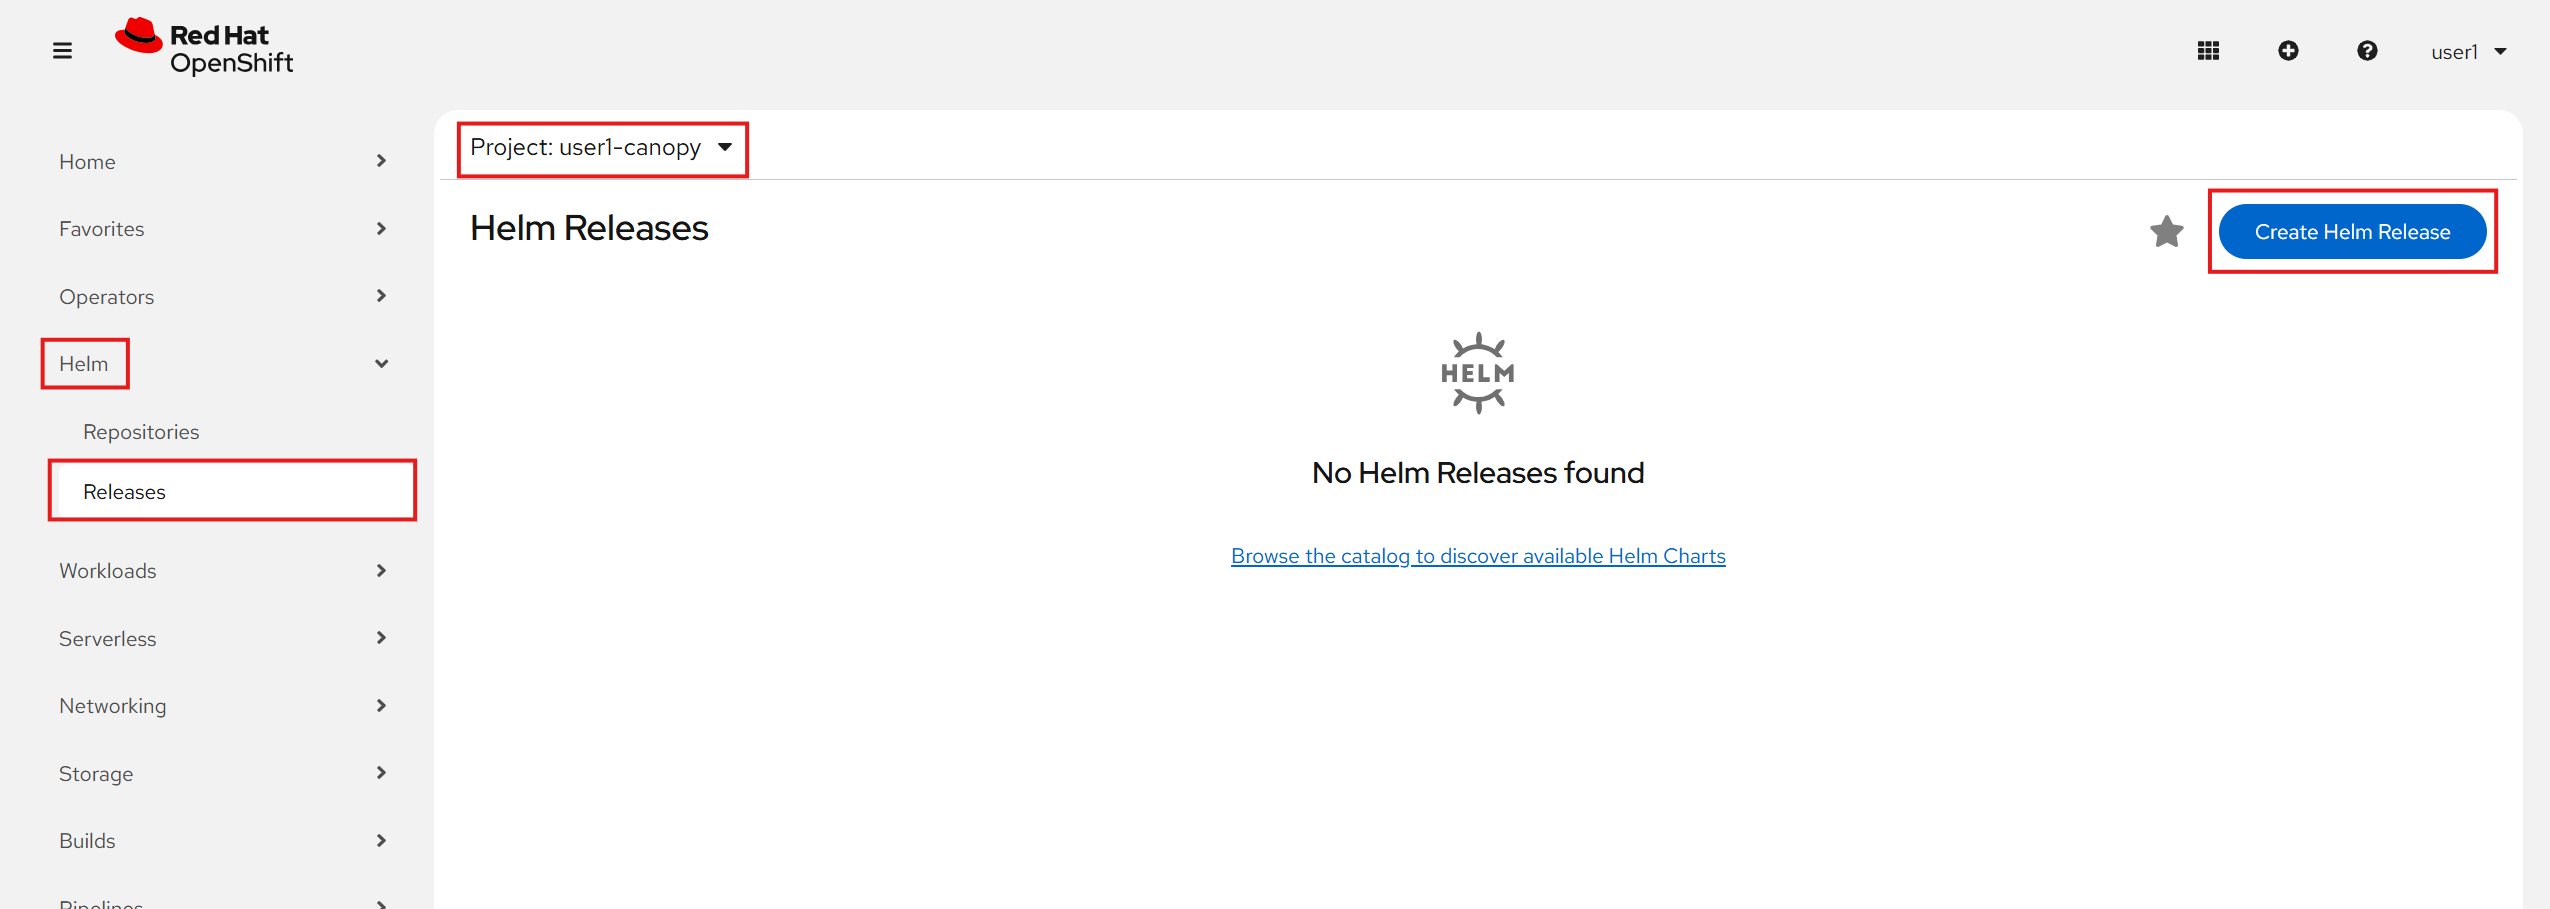 Red Hat
OpenShift
user1
Home
Favorites
Operators
Helm
Repositories
Releases
Workloads
Serverless
Networking
Storage
Builds
Pipelines
Project: user1-canopy
Helm Releases
Create Helm Release
HELM
No Helm Releases found
Browse the catalog to discover available Helm Charts